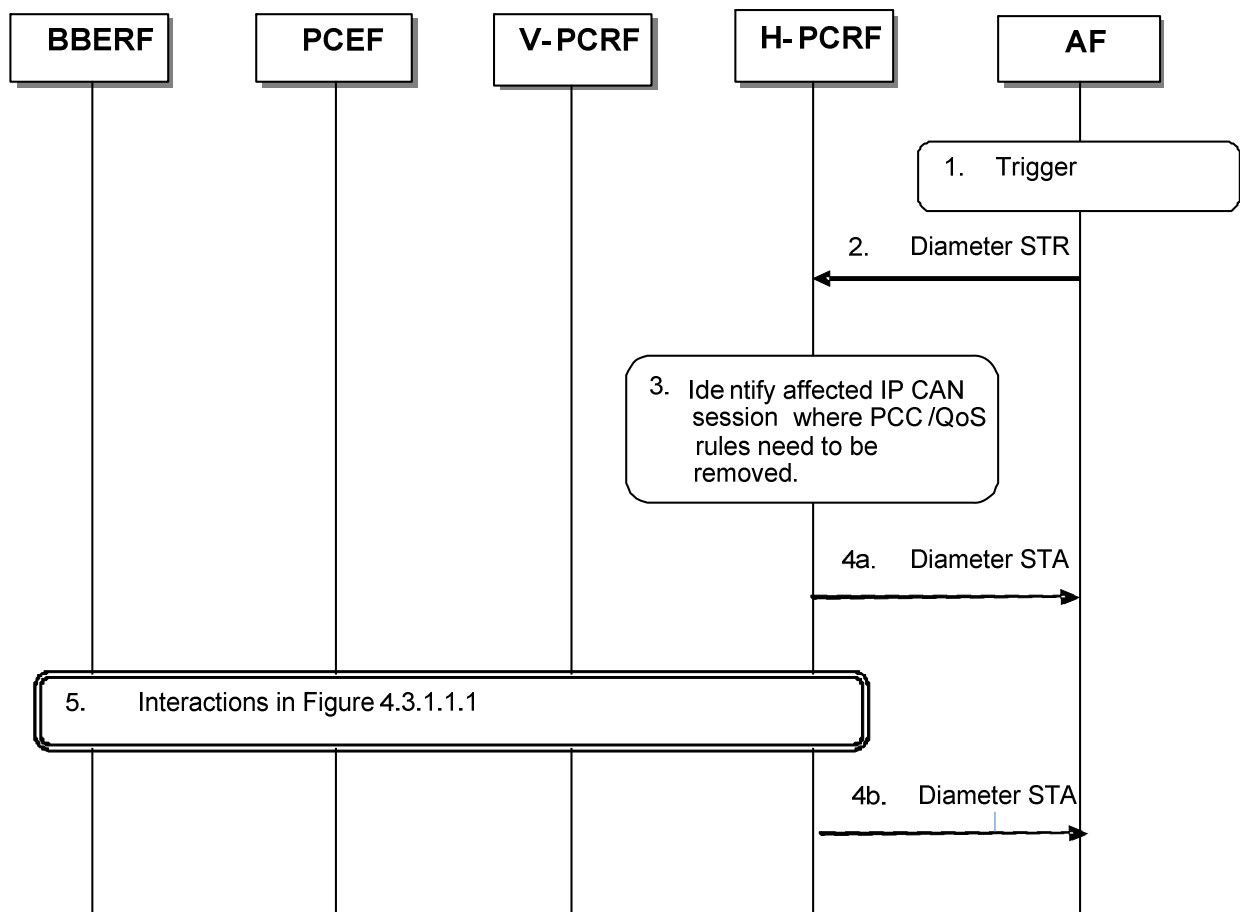 BBERF PCEF V-PCRF H-PCRF AF
1. Trigger
2. Diameter STR
3. Ide ntify affected IP CAN
session where PCC /QoS
rules need to be
removed.
4a. Diameter STA
5. Interactions in Figure 4.3.1.1.1
4b. Diameter STA